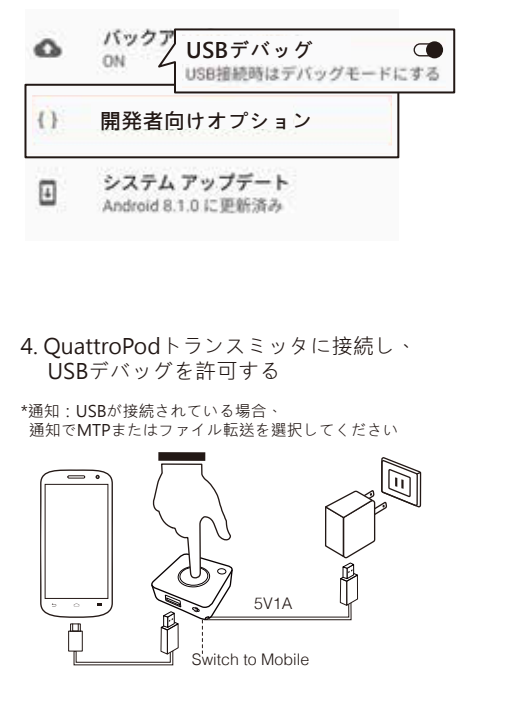 バックア
ON
USBデバッグ
USB接続時はデバッグモードにする
{ } 開発者向けオプション
システム アップデート
Android 8.1.0 に更新済み
4. QuattroPodトランスミッタに接続し、
USBデバッグを許可する
*通知：USBが接続されている場合、
通知でMTPまたはファイル転送を選択してください
5V1A
Switch to Mobile